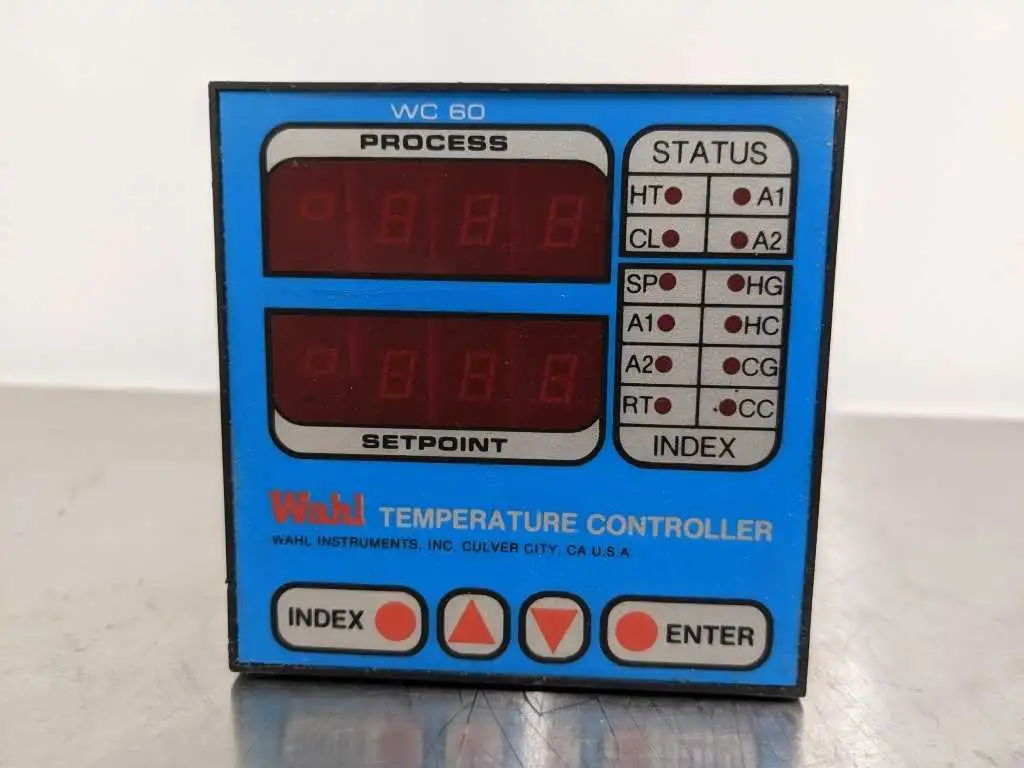 WC 60
PROCESS
STATUS
HT A1
CL A2
SP HG
A1 HC
A2 CG
RT CC
INDEX
SETPOINT
Wahl TEMPERATURE CONTROLLER
WAHL INSTRUMENTS, INC. CULVER CITY, CA U.S.A.
INDEX ENTER